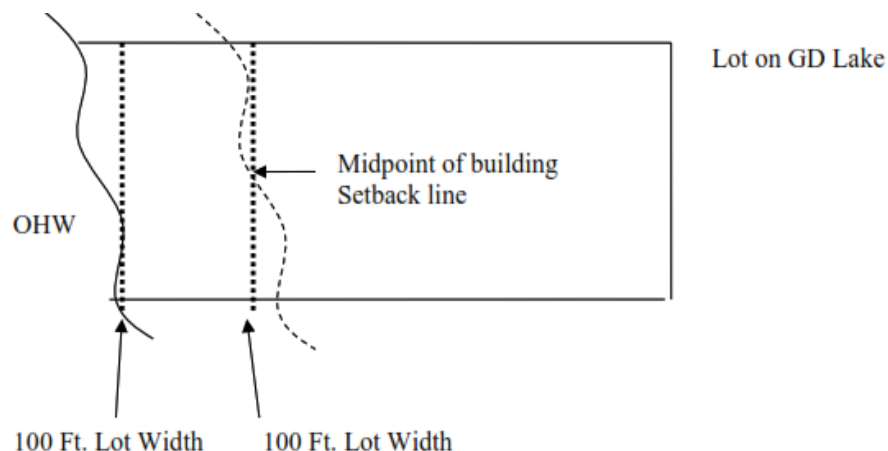 Lot on GD Lake
Midpoint of building
Setback line
OHW
100 Ft. Lot Width
100 Ft. Lot Width